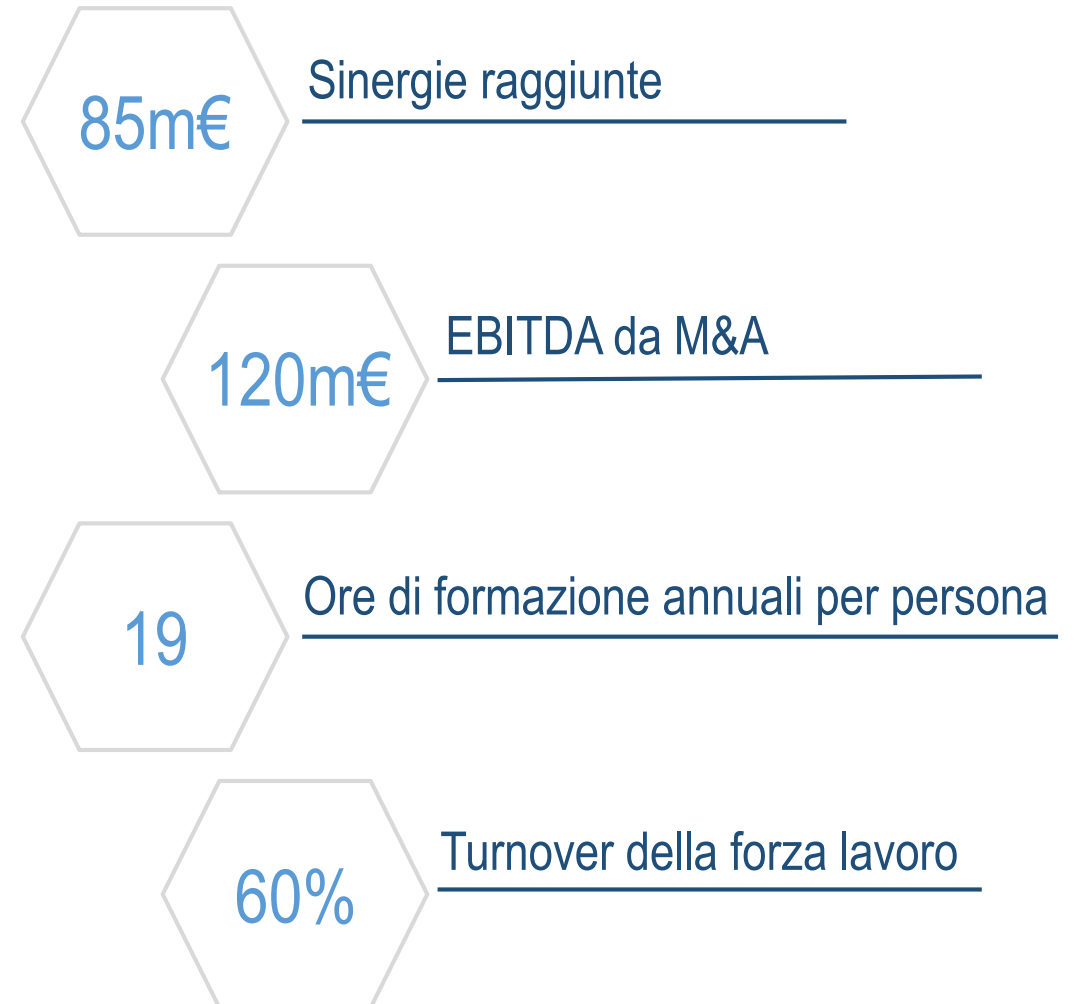 85m€
Sinergie raggiunte
120m€
EBITDA da M&A
19
Ore di formazione annuali per persona
60%
Turnover della forza lavoro